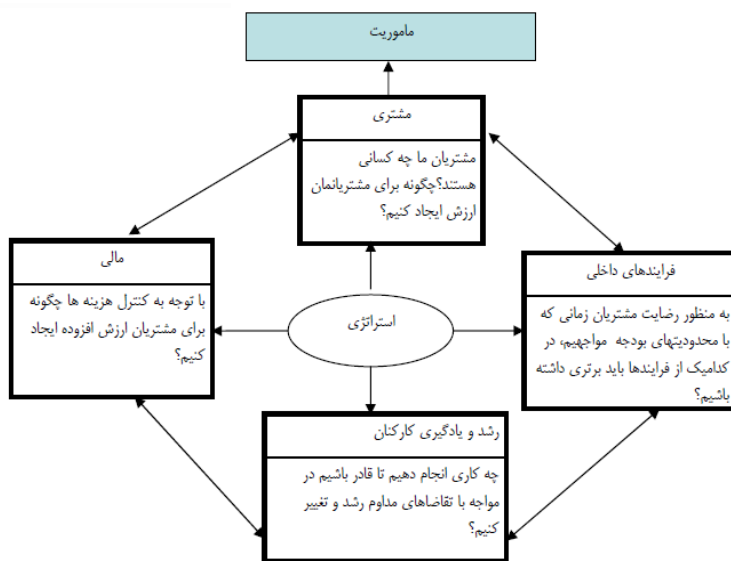 ماموریت
مشتری
مشتریان ما چه کسانی
هستند؟چگونه برای مشتریانمان
ارزش ایجاد کنیم؟
فرایندهای داخلی
به منظور رضایت مشتریان زمانی که
با محدودیتهای بودجه مواجهیم، در
کدامیک از فرایندها باید برتری داشته
باشیم؟
مالی
با توجه به کنترل هزینه ها چگونه
برای مشتریان ارزش افزوده ایجاد
کنیم؟
استراتژی
رشد و یادگیری کارکنان
چه کاری انجام دهیم تا قادر باشیم در
مواجه با تقاضاهای مداوم رشد و تغییر
کنیم؟